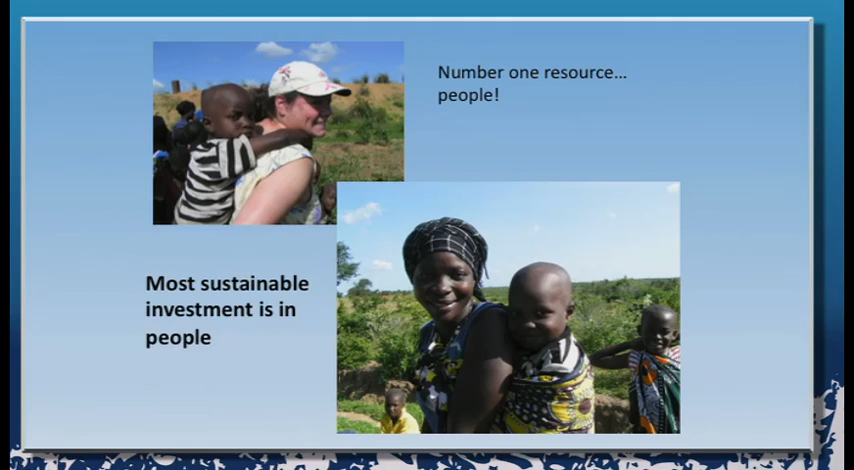 Number one resource...
people!
Most sustainable
investment is in
people